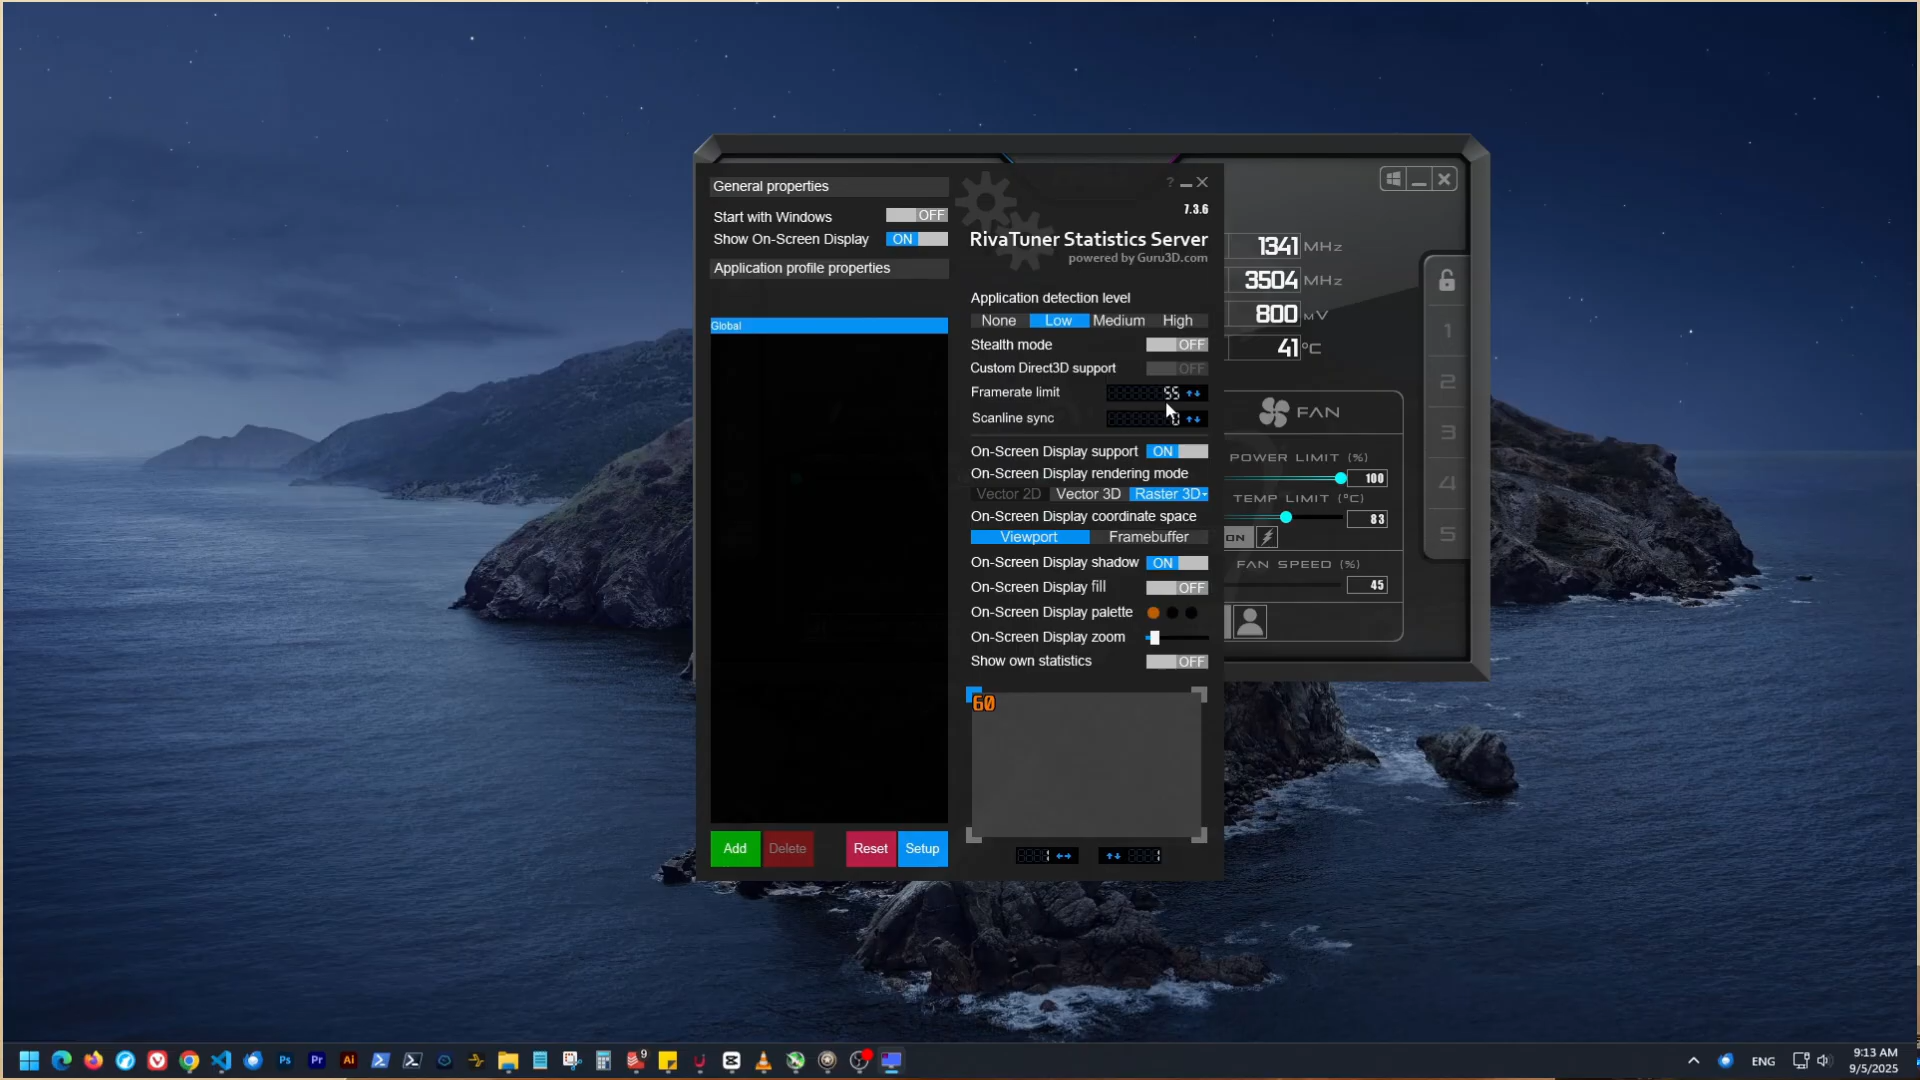 General properties
Start with Windows OFF
Show On-Screen Display ON
Application profile properties
Global
Add Delete Reset Setup
? 
7.3.6
RivaTuner Statistics Server
powered by Guru3D.com
Application detection level
None Low Medium High
Stealth mode OFF
Custom Direct3D support OFF
Framerate limit 55
Scanline sync 0
On-Screen Display support ON
On-Screen Display rendering mode
Vector 2D Vector 3D Raster 3D
On-Screen Display coordinate space
Viewport Framebuffer
On-Screen Display shadow ON
On-Screen Display fill OFF
On-Screen Display palette
On-Screen Display zoom
Show own statistics OFF
60
1 1
1341 MHz
3504 MHz
800 MV
41 °C
FAN
POWER LIMIT (%)
100
TEMP LIMIT (°C)
83
ON
FAN SPEED (%)
45
1
2
3
4
5
Ps Pr Ai 9
ENG
9:13 AM
9/5/2025